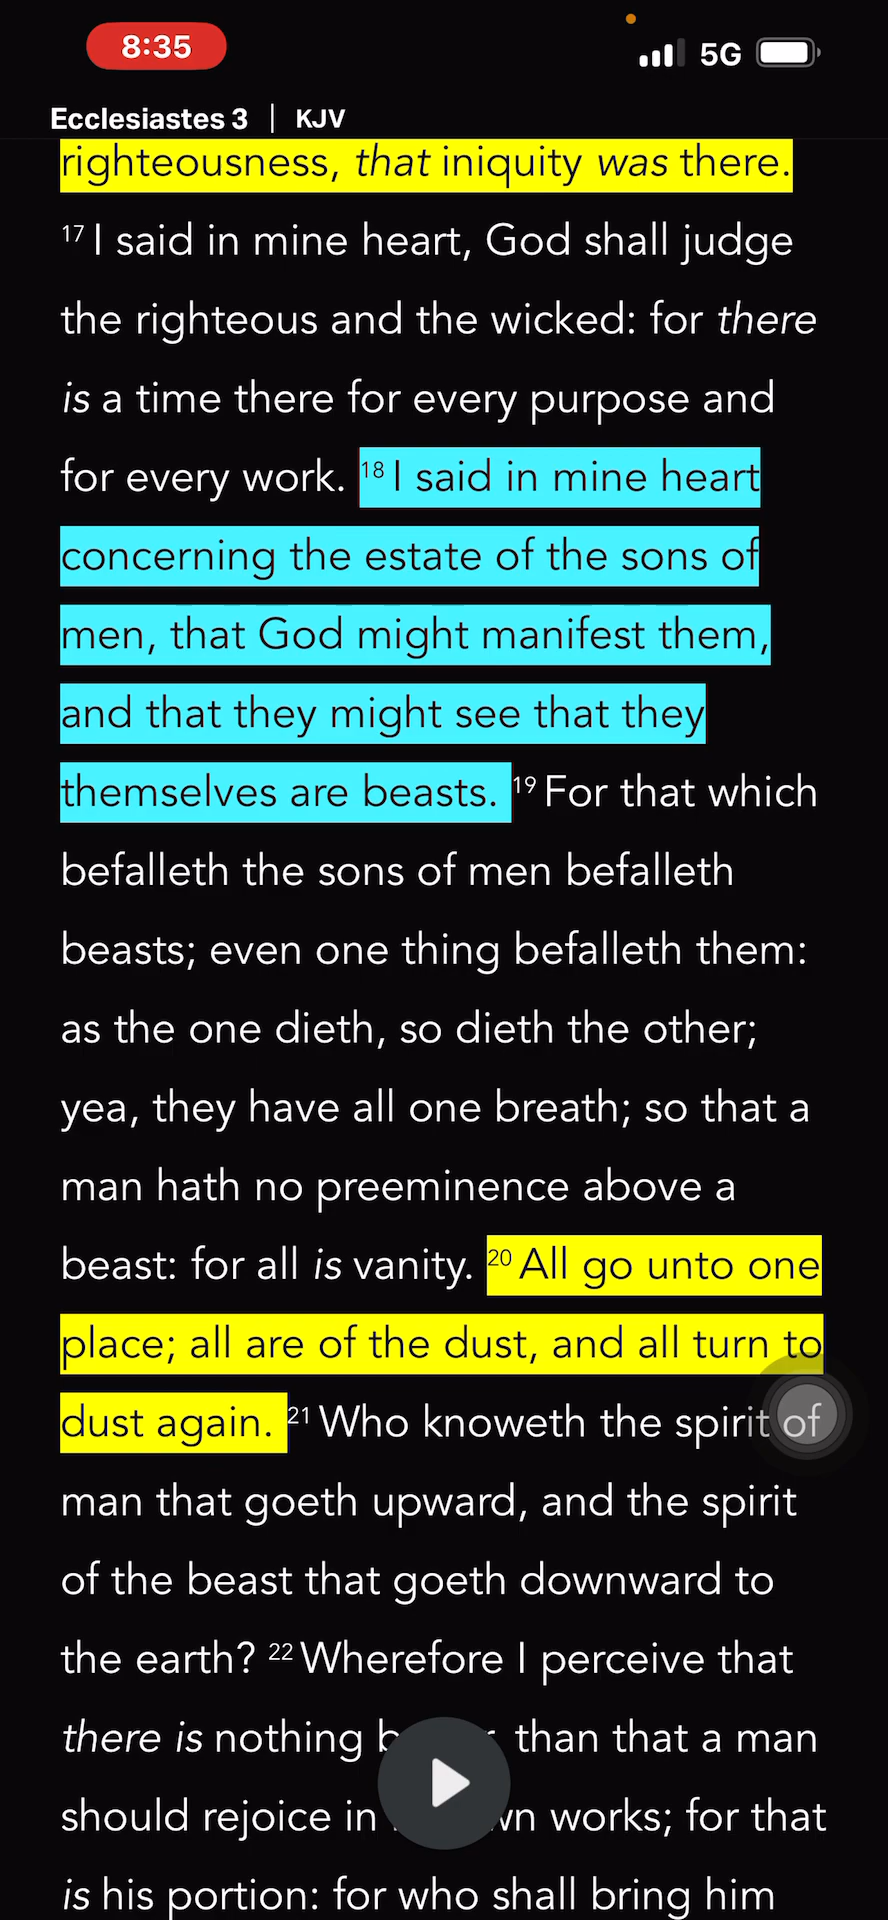 8:35
5G
Ecclesiastes 3 | KJV
righteousness, that iniquity was there.
17 I said in mine heart, God shall judge
the righteous and the wicked: for there
is a time there for every purpose and
for every work. 18 I said in mine heart
concerning the estate of the sons of
men, that God might manifest them,
and that they might see that they
themselves are beasts. 19 For that which
befalleth the sons of men befalleth
beasts; even one thing befalleth them:
as the one dieth, so dieth the other;
yea, they have all one breath; so that a
man hath no preeminence above a
beast: for all is vanity. 20 All go unto one
place; all are of the dust, and all turn to
dust again. 21 Who knoweth the spirit of
man that goeth upward, and the spirit
of the beast that goeth downward to
the earth? 22 Wherefore I perceive that
there is nothing than that a man
should rejoice in works; for that
is his portion: for who shall bring him